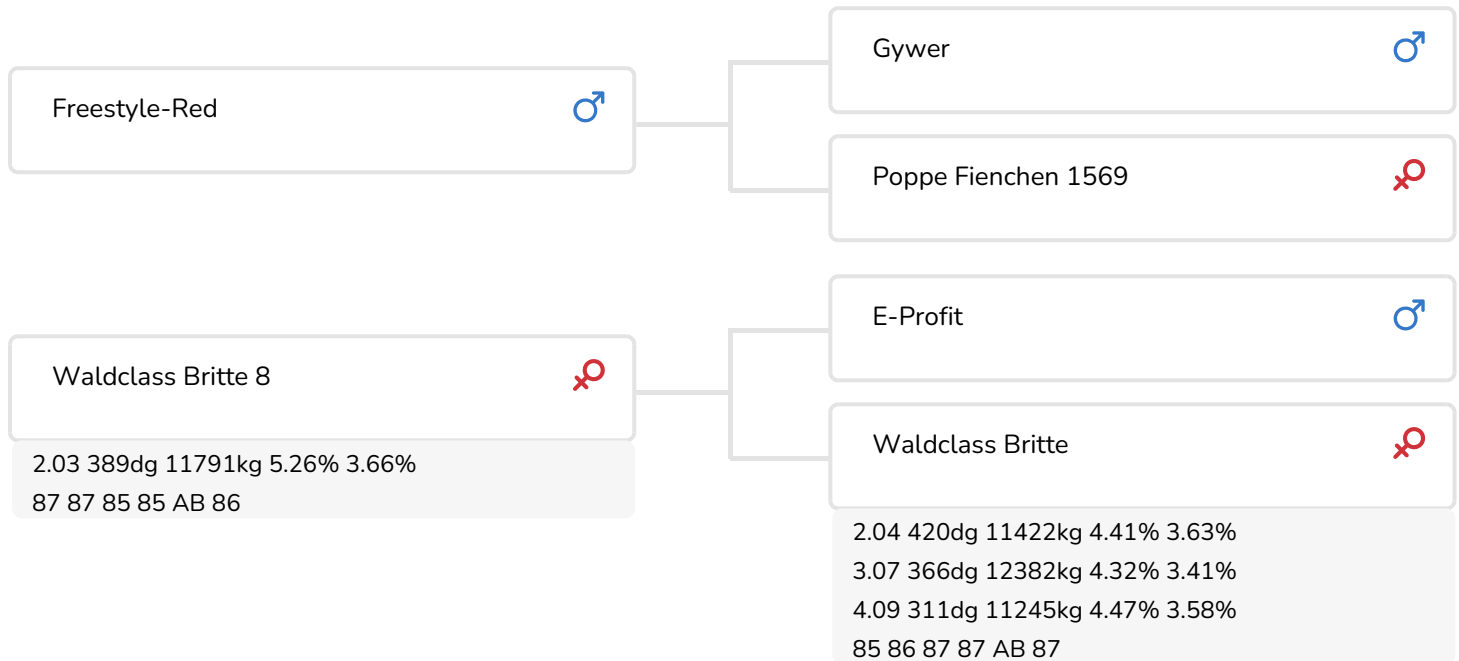 Gywer
Freestyle-Red
Poppe Fienchen 1569
E-Profit
Waldclass Britte 8
2.03 389dg 11791kg 5.26% 3.66%
87 87 85 85 AB 86
Waldclass Britte
2.04 420dg 11422kg 4.41% 3.63%
3.07 366dg 12382kg 4.32% 3.41%
4.09 311dg 11245kg 4.47% 3.58%
85 86 87 87 AB 87